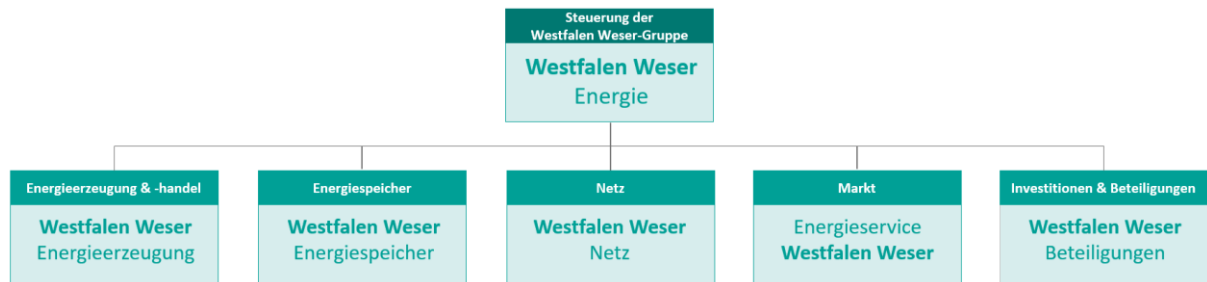 Steuerung der
Westfalen Weser-Gruppe
Westfalen Weser
Energie
Energieerzeugung & -handel
Westfalen Weser
Energieerzeugung
Energiespeicher
Westfalen Weser
Energiespeicher
Netz
Westfalen Weser
Netz
Markt
Energieservice
Westfalen Weser
Investitionen & Beteiligungen
Westfalen Weser
Beteiligungen